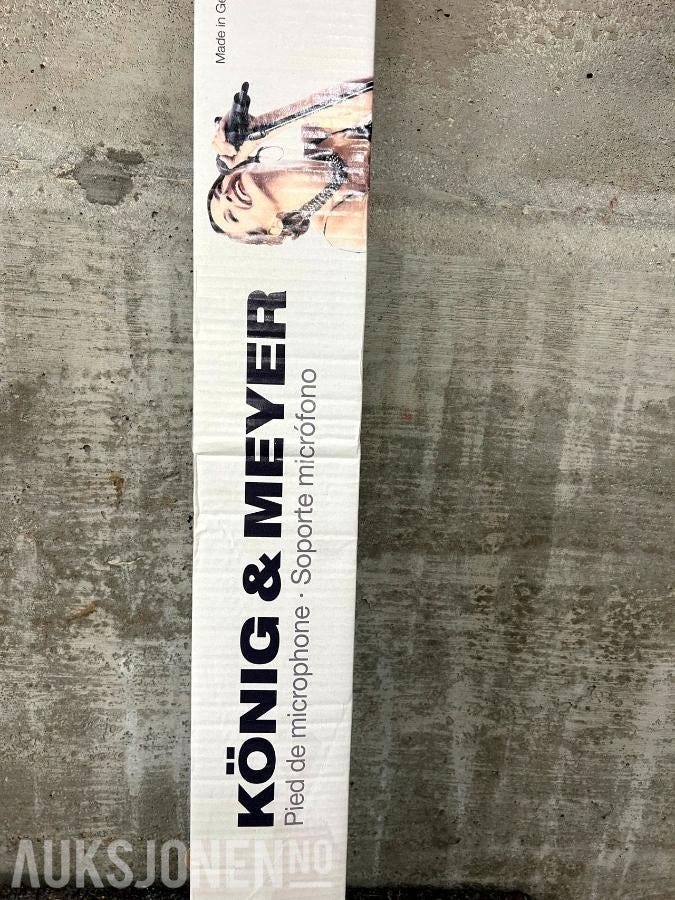 KÖNIG & MEYER
Pied de microphone · Soporte micrófono
Made in Ge
AUKSJONEN.NO